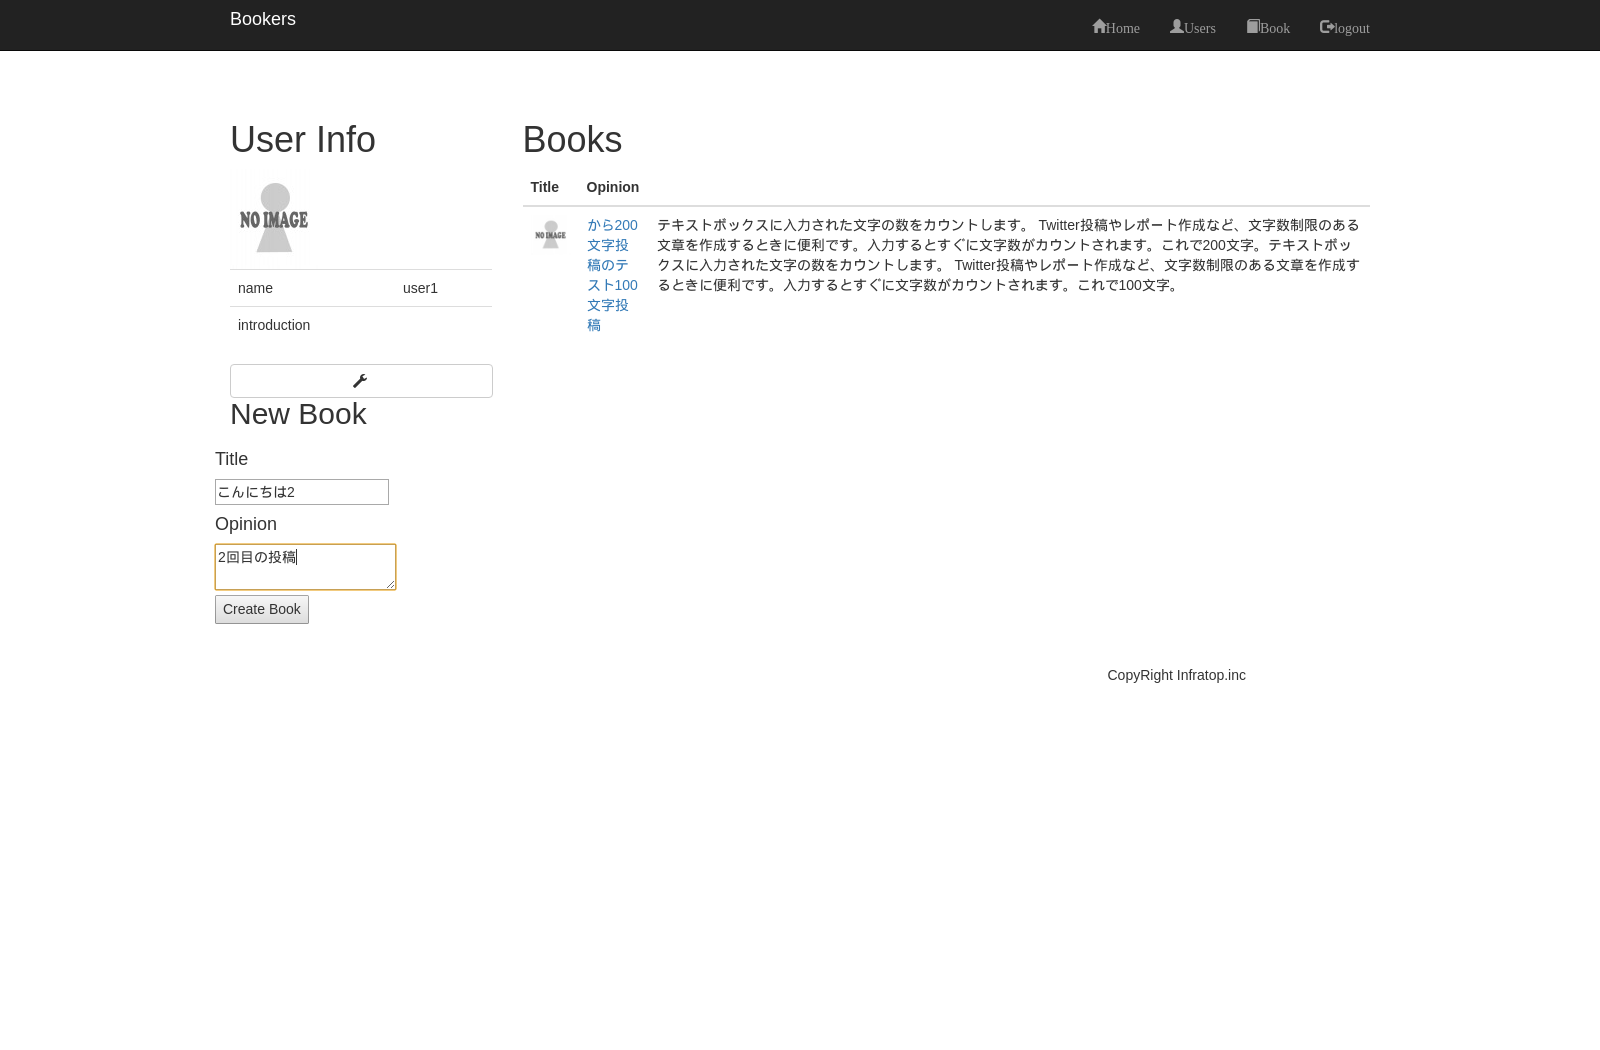 Bookers
Home Users Book logout
User Info
NO IMAGE
name user1
introduction
New Book
Title
こんにちは2
Opinion
2回目の投稿
Create Book
Books
Title Opinion
NO IMAGE
から200
文字投
稿のテ
スト100
文字投
稿
テキストボックスに入力された文字の数をカウントします。 Twitter投稿やレポート作成など、文字数制限のある
文章を作成するときに便利です。入力するとすぐに文字数がカウントされます。これで200文字。テキストボッ
クスに入力された文字の数をカウントします。 Twitter投稿やレポート作成など、文字数制限のある文章を作成す
るときに便利です。入力するとすぐに文字数がカウントされます。これで100文字。
CopyRight Infratop.inc